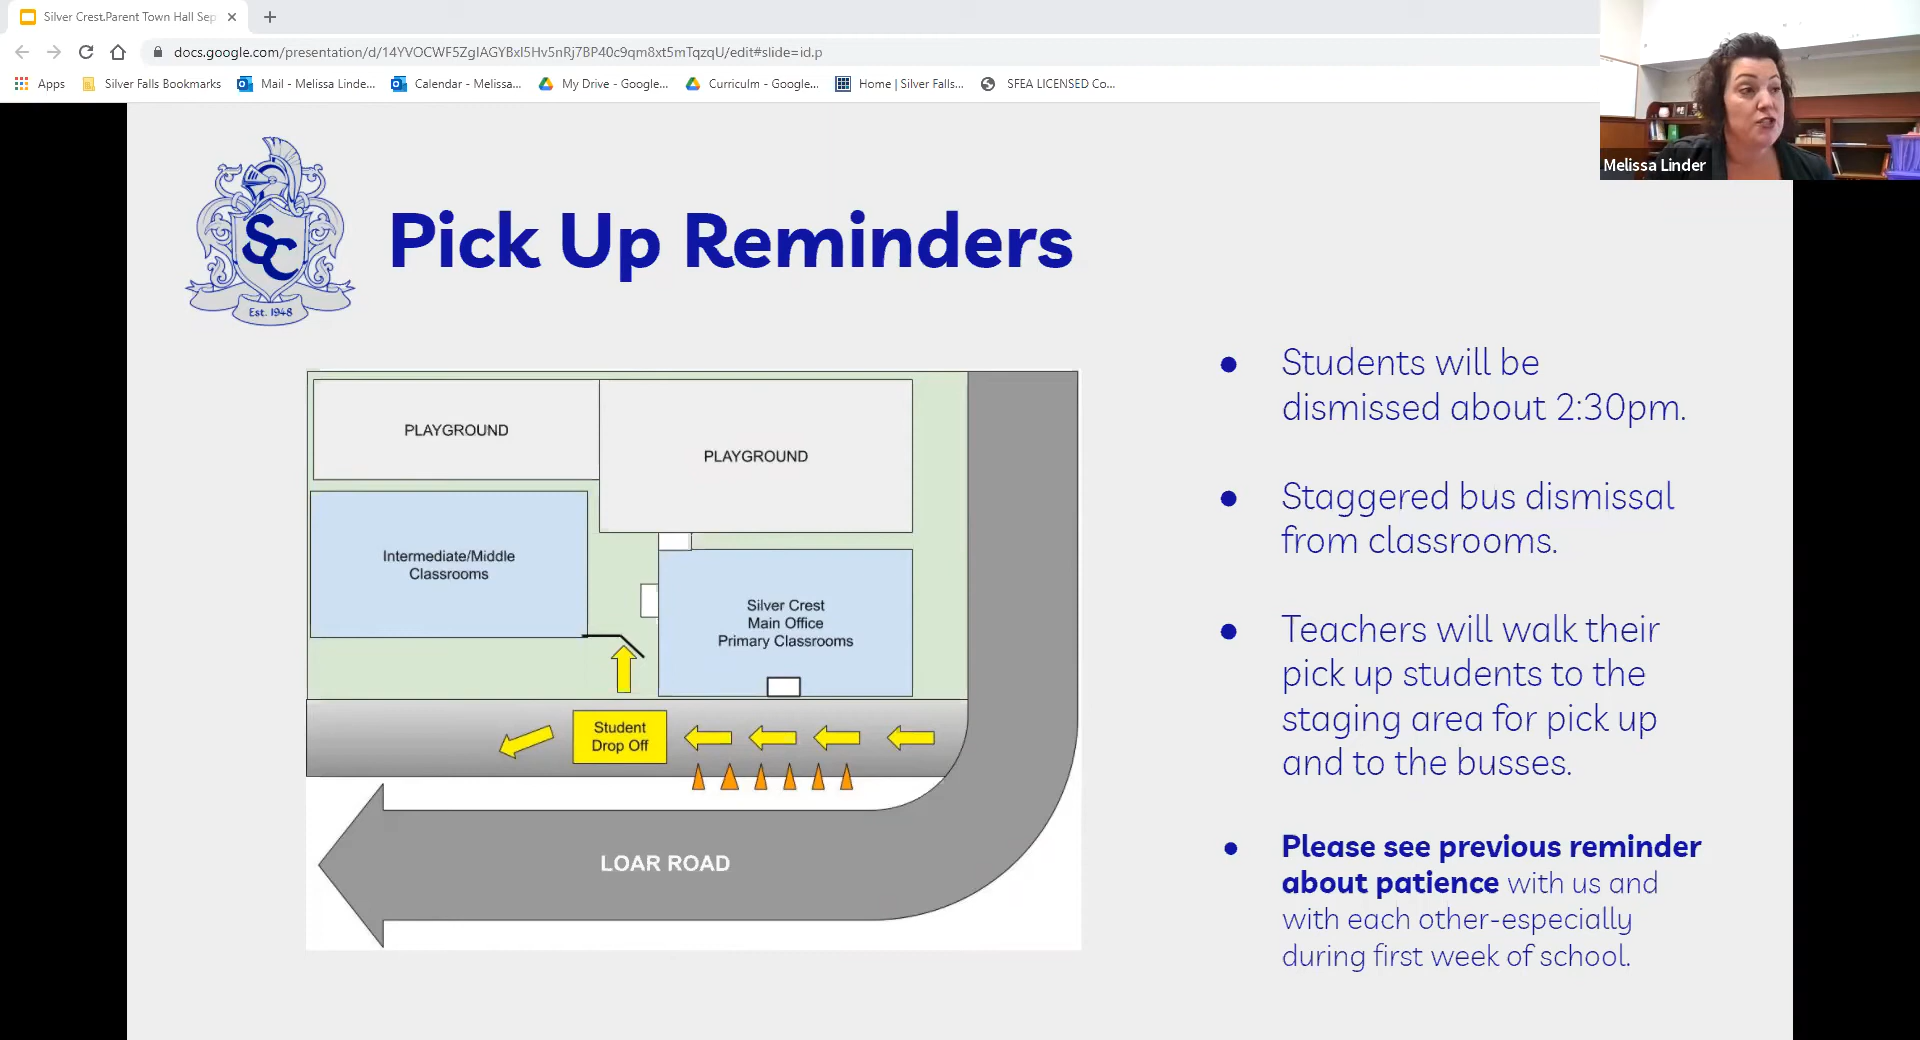 Silver Crest.Parent Town Hall Sep
docs.google.com/presentation/d/14YVOCWF5ZgIAGYBxI5Hv5nRj7BP40c9qm8xt5mTqzqU/edit#slide=id.p
Apps Silver Falls Bookmarks Mail - Melissa Linde... Calendar - Melissa... My Drive - Google... Curriculm - Google... Home | Silver Falls... SFEA LICENSED Co...
Melissa Linder
SC
Est. 1948
Pick Up Reminders
PLAYGROUND
PLAYGROUND
Intermediate/Middle
Classrooms
Silver Crest
Main Office
Primary Classrooms
Student
Drop Off
LOAR ROAD
● Students will be
dismissed about 2:30pm.
● Staggered bus dismissal
from classrooms.
● Teachers will walk their
pick up students to the
staging area for pick up
and to the busses.
● Please see previous reminder
about patience with us and
with each other-especially
during first week of school.